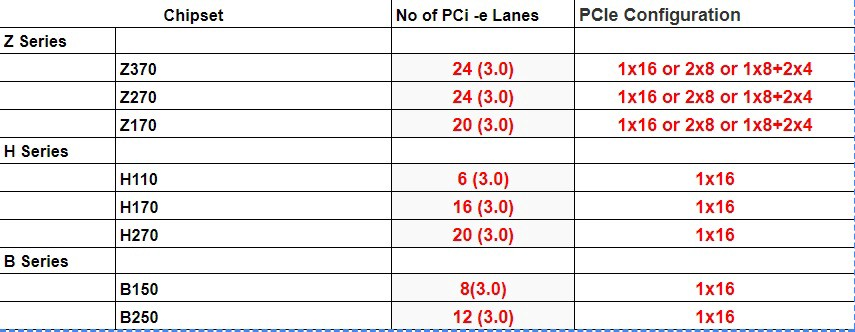 Chipset No of PCi -e Lanes PCIe Configuration
Z Series
Z370 24 (3.0) 1x16 or 2x8 or 1x8+2x4
Z270 24 (3.0) 1x16 or 2x8 or 1x8+2x4
Z170 20 (3.0) 1x16 or 2x8 or 1x8+2x4
H Series
H110 6 (3.0) 1x16
H170 16 (3.0) 1x16
H270 20 (3.0) 1x16
B Series
B150 8(3.0) 1x16
B250 12 (3.0) 1x16